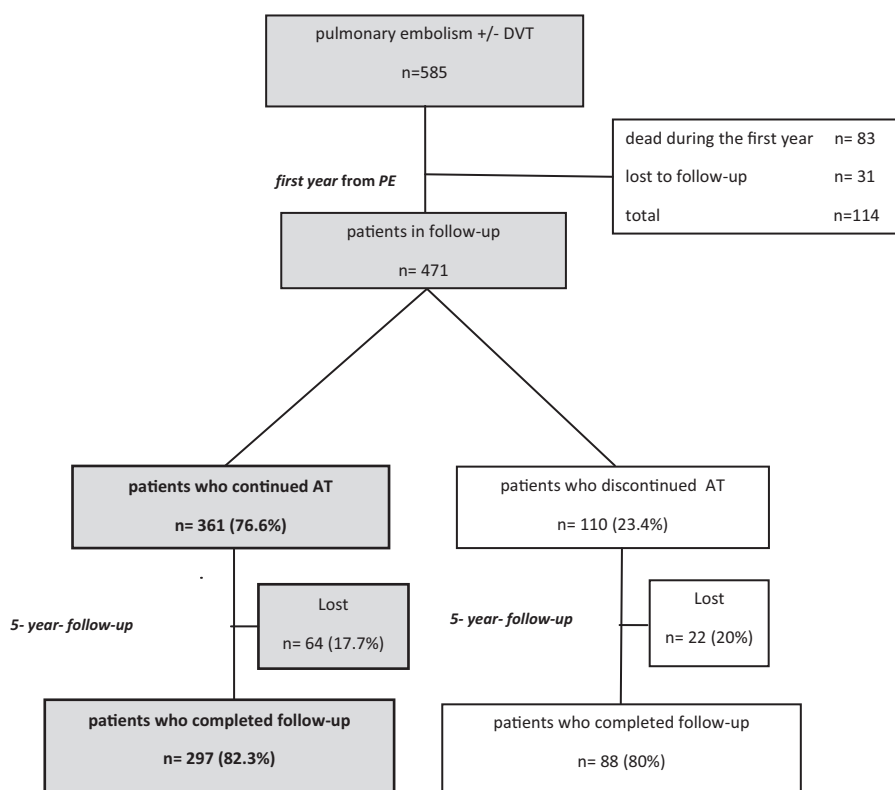 pulmonary embolism +/- DVT
n=585
dead during the first year n= 83
lost to follow-up n= 31
total n=114
first year from PE
patients in follow-up
n= 471
patients who continued AT
n= 361 (76.6%)
patients who discontinued AT
n= 110 (23.4%)
5- year- follow-up
Lost
n= 64 (17.7%)
5- year- follow-up
Lost
n= 22 (20%)
patients who completed follow-up
n= 297 (82.3%)
patients who completed follow-up
n= 88 (80%)